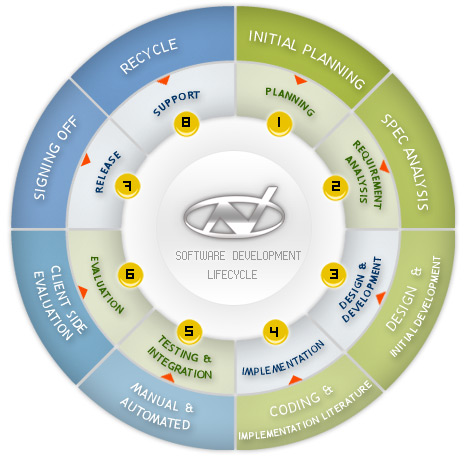 SOFTWARE DEVELOPMENT
LIFECYCLE
INITIAL PLANNING
PLANNING
1
SPEC ANALYSIS
REQUIREMENT
ANALYSIS
2
DESIGN &
INITIAL DEVELOPMENT
DESIGN &
DEVELOPMENT
3
CODING &
IMPLEMENTATION LITERATURE
IMPLEMENTATION
4
MANUAL &
AUTOMATED
TESTING &
INTEGRATION
5
CLIENT SIDE
EVALUATION
EVALUATION
6
SIGNING OFF
RELEASE
7
RECYCLE
SUPPORT
8